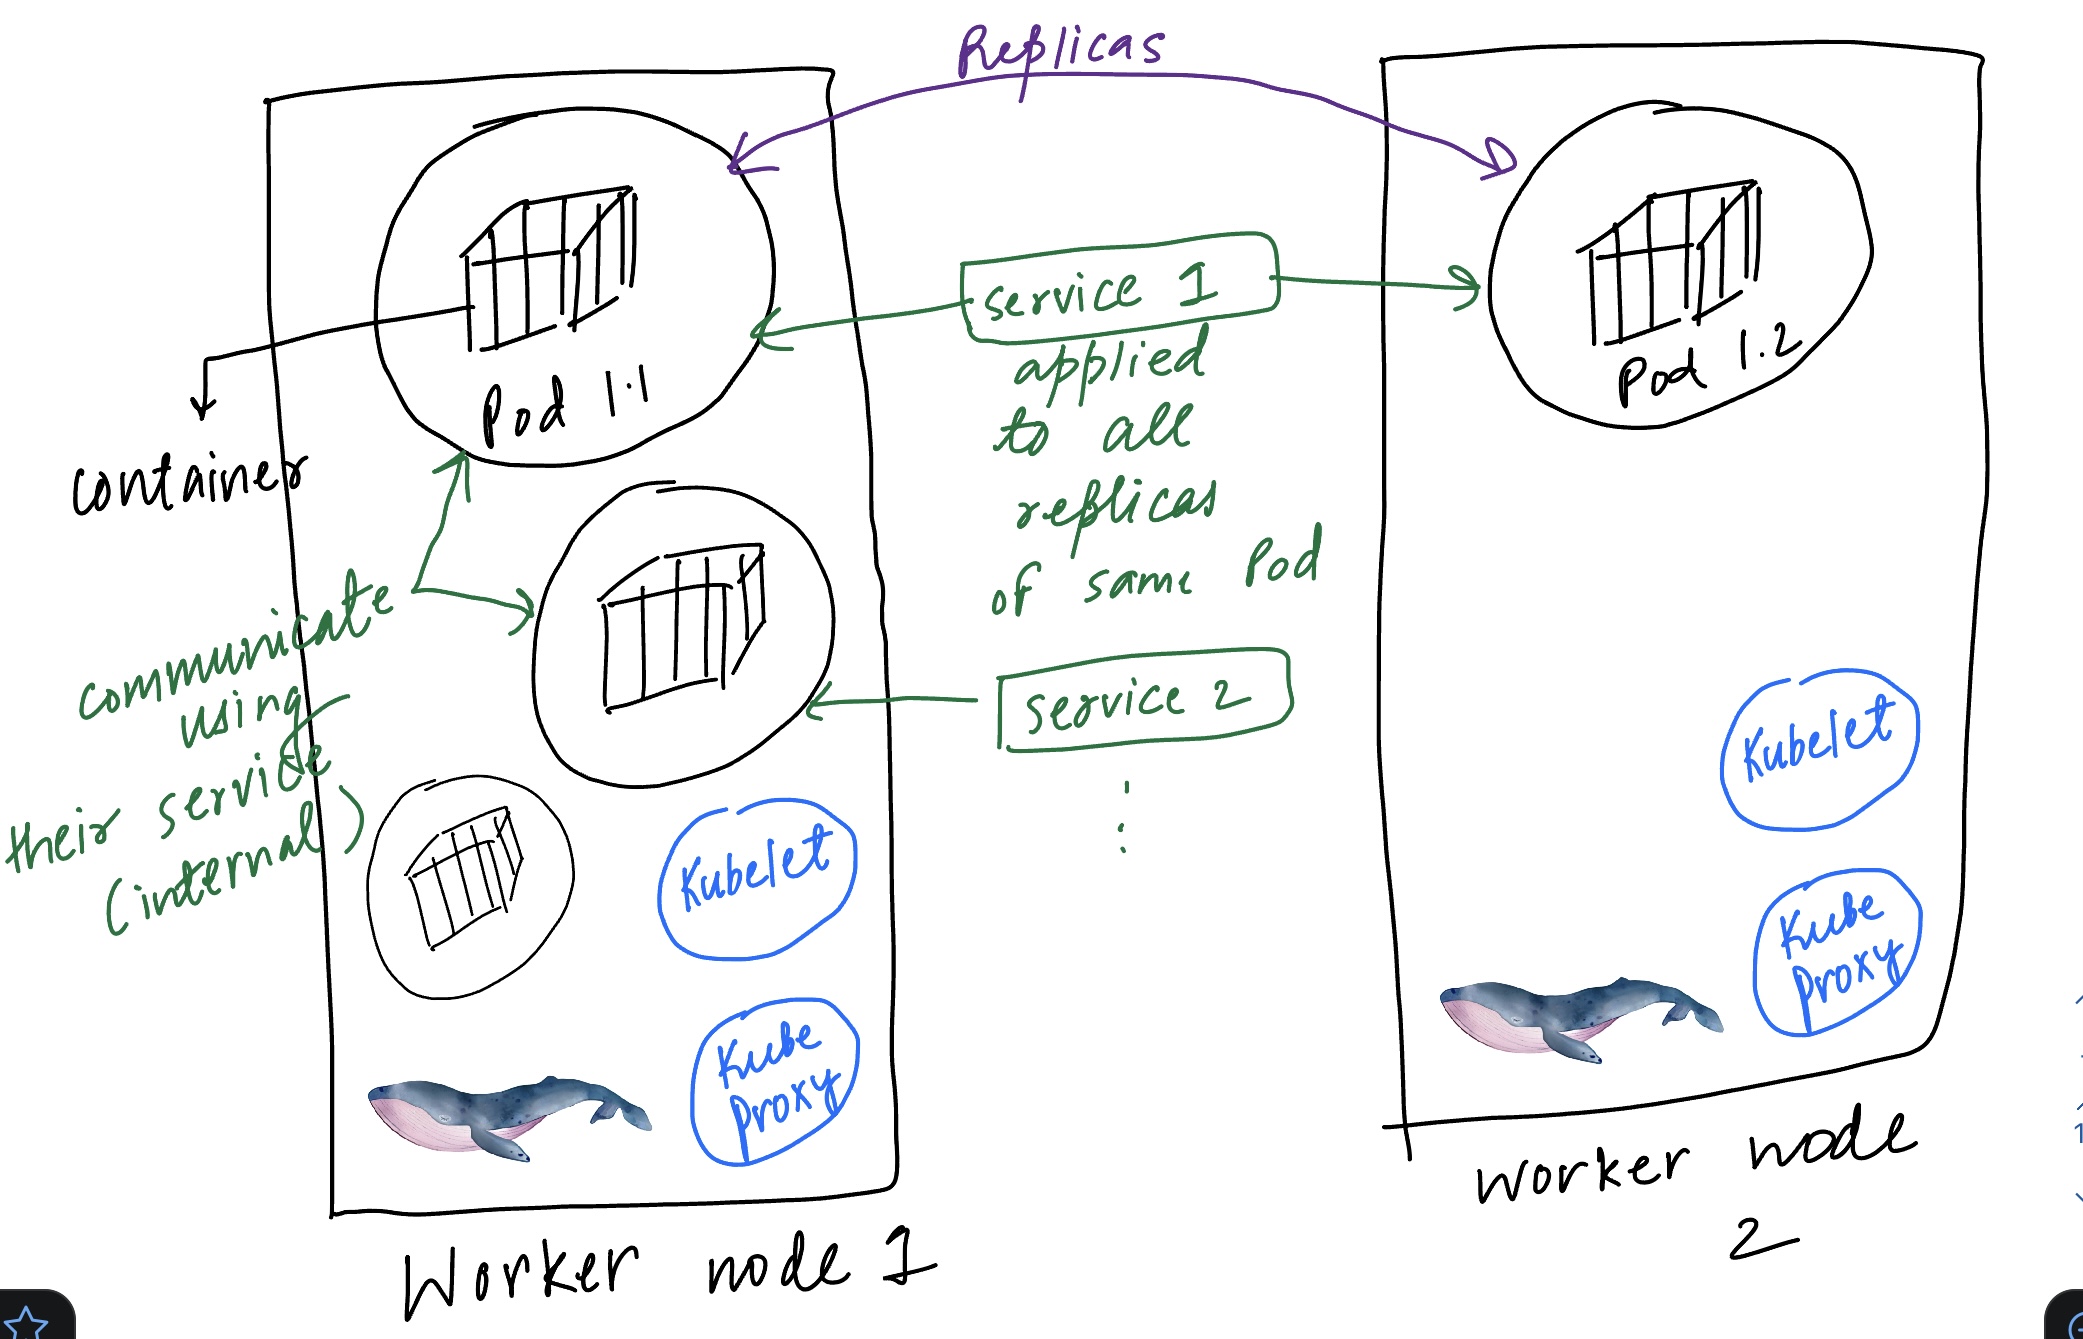 Replicas
service 1
applied
to all
replicas
of same Pod
service 2
Pod 1.1
container
communicate
using
their service
(internal)
Kubelet
Kube
Proxy
Worker node 1
Pod 1.2
Kubelet
Kube
Proxy
Worker node
2